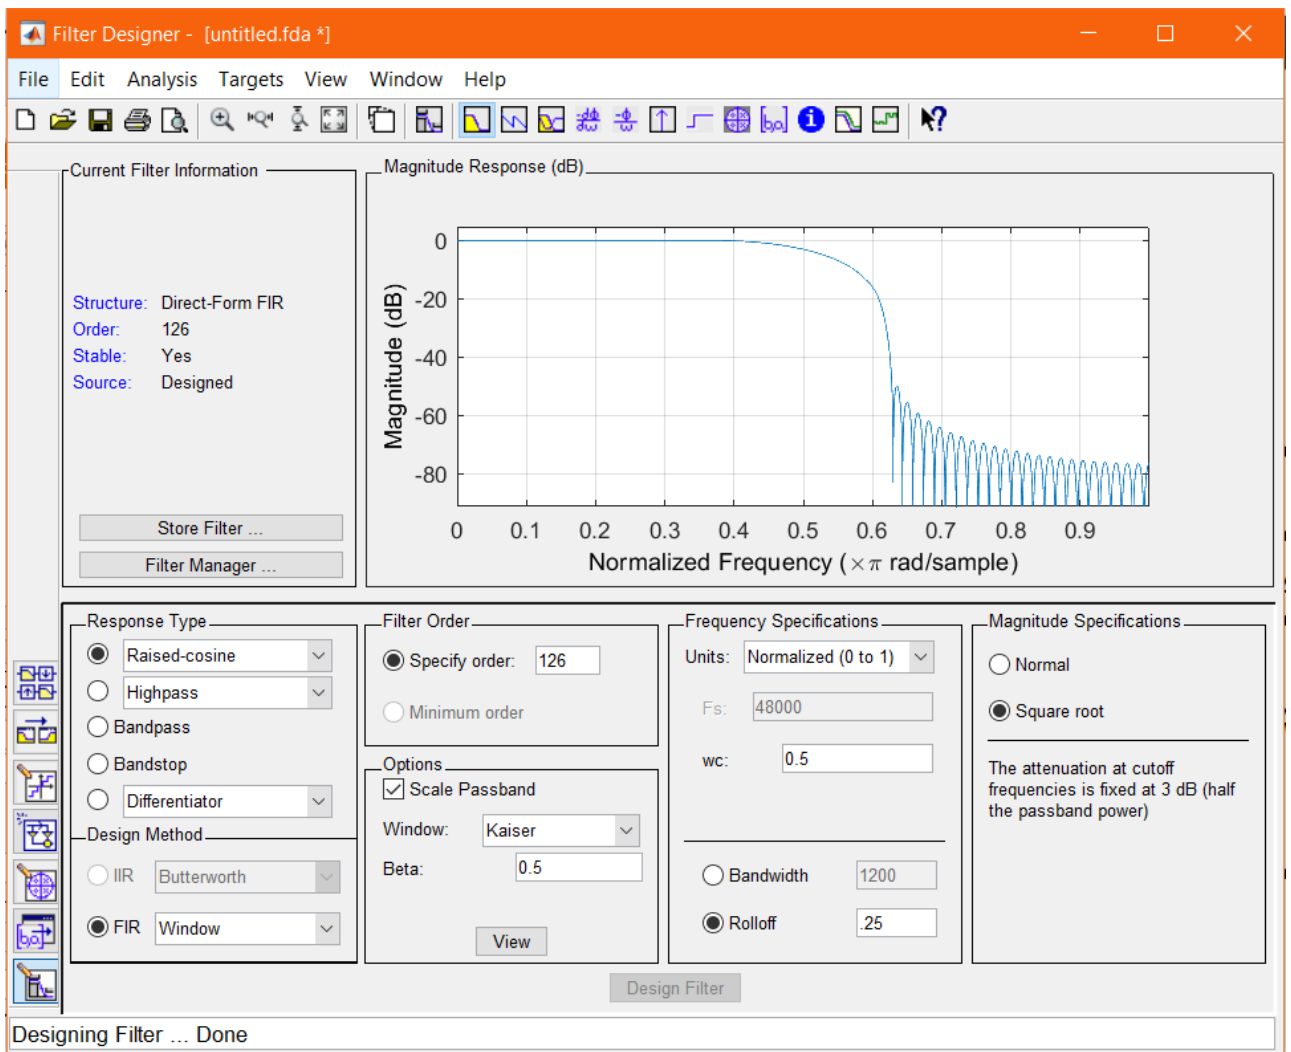 Filter Designer - [untitled.fda *]
File Edit Analysis Targets View Window Help
Current Filter Information
Structure: Direct-Form FIR
Order: 126
Stable: Yes
Source: Designed
Store Filter ...
Filter Manager ...
Magnitude Response (dB)
0
-20
-40
-60
-80
Magnitude (dB)
0 0.1 0.2 0.3 0.4 0.5 0.6 0.7 0.8 0.9
Normalized Frequency (×π rad/sample)
Response Type
Raised-cosine
Highpass
Bandpass
Bandstop
Differentiator
Design Method
IIR Butterworth
FIR Window
Filter Order
Specify order: 126
Minimum order
Options
Scale Passband
Window: Kaiser
Beta: 0.5
View
Frequency Specifications
Units: Normalized (0 to 1)
Fs: 48000
wc: 0.5
Bandwidth 1200
Rolloff .25
Magnitude Specifications
Normal
Square root
The attenuation at cutoff
frequencies is fixed at 3 dB (half
the passband power)
Design Filter
Designing Filter ... Done